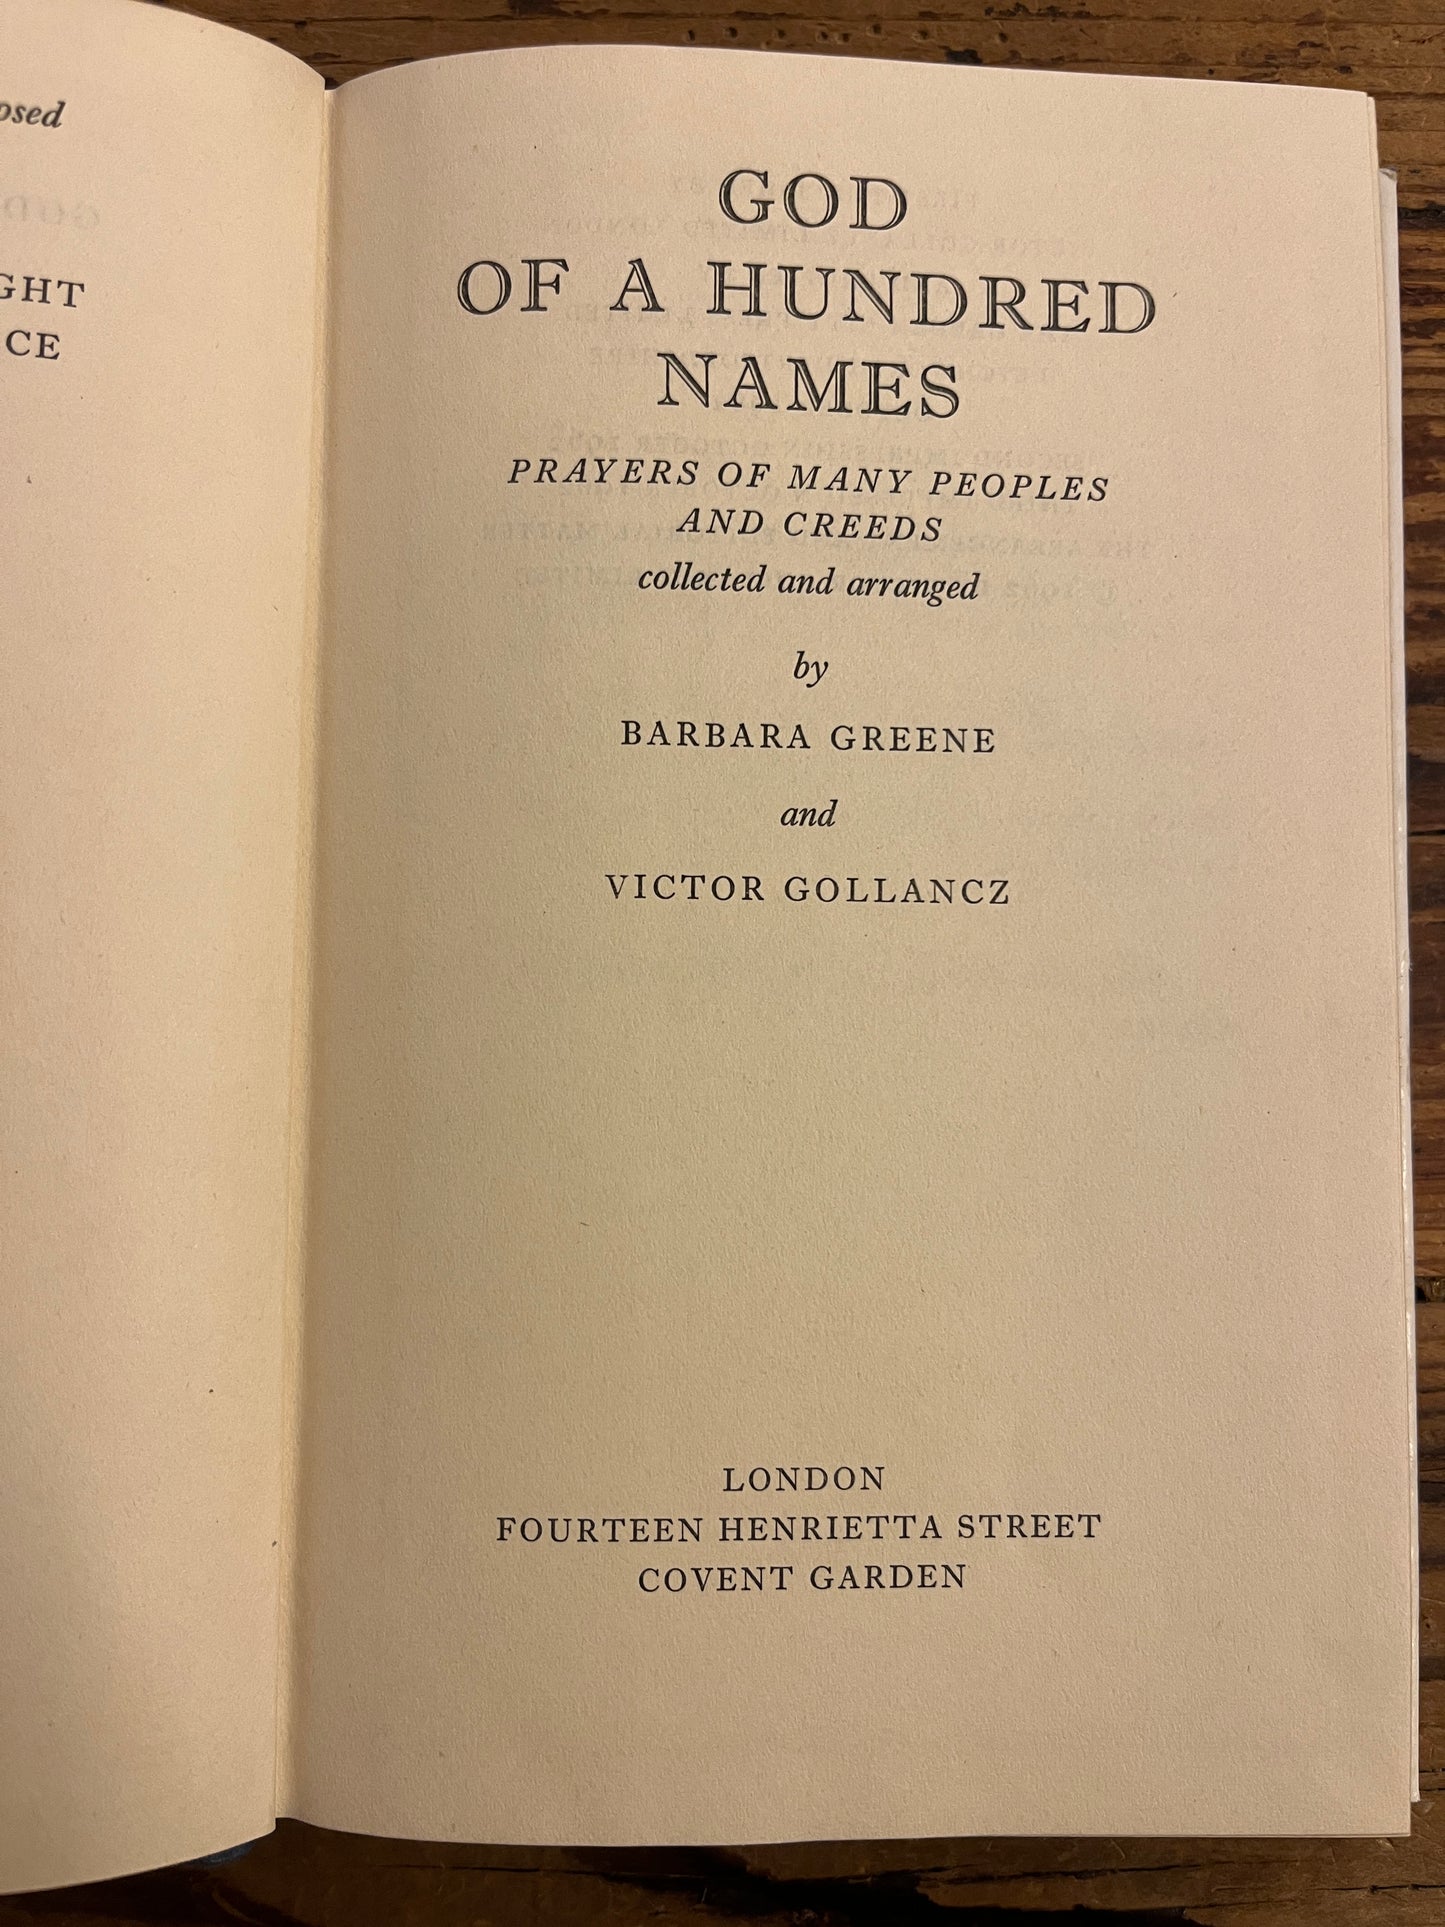 osed
GHT
CE
GOD
OF A HUNDRED
NAMES
PRAYERS OF MANY PEOPLES
AND CREEDS
collected and arranged
by
BARBARA GREENE
and
VICTOR GOLLANCZ
LONDON
FOURTEEN HENRIETTA STREET
COVENT GARDEN